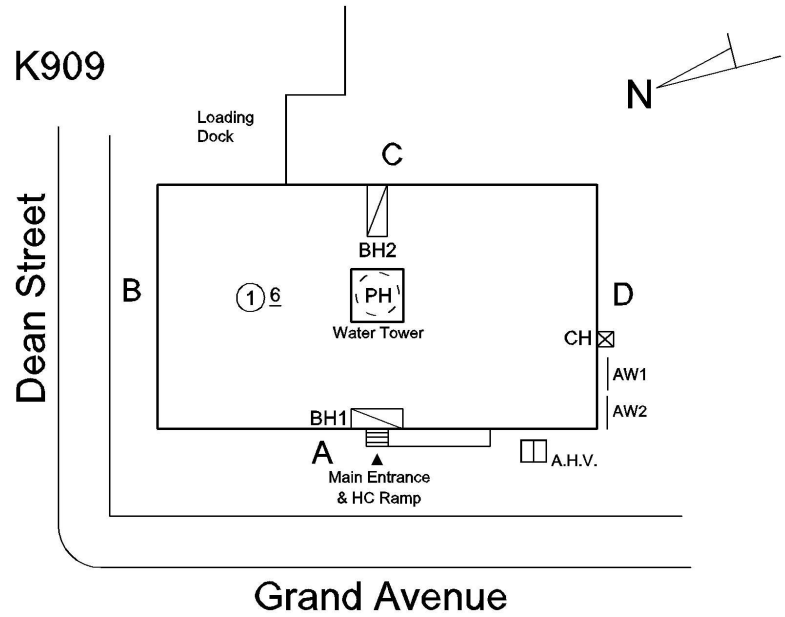 K909
N
Loading
Dock
C
BH2
B
1 6
PH
D
Water Tower
CH
AW1
AW2
BH1
A
A.H.V.
Main Entrance
& HC Ramp
Dean Street
Grand Avenue